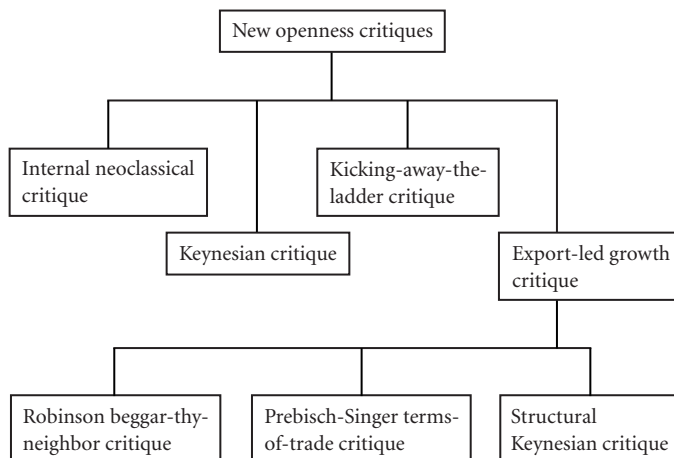 New openness critiques
Internal neoclassical
critique
Kicking-away-the-
ladder critique
Keynesian critique
Export-led growth
critique
Robinson beggar-thy-
neighbor critique
Prebisch-Singer terms-
of-trade critique
Structural
Keynesian critique